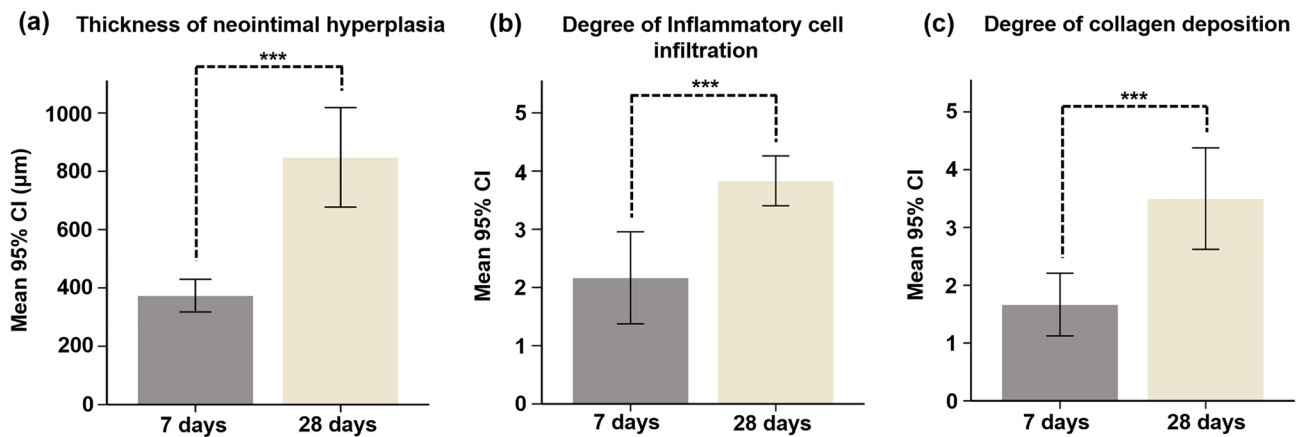 (a) Thickness of neointimal hyperplasia
***
Mean 95% CI (μm)
1000
800
600
400
200
0
7 days
28 days
(b) Degree of Inflammatory cell
infiltration
***
Mean 95% CI
5
4
3
2
1
0
7 days
28 days
(c) Degree of collagen deposition
***
Mean 95% CI
5
4
3
2
1
0
7 days
28 days